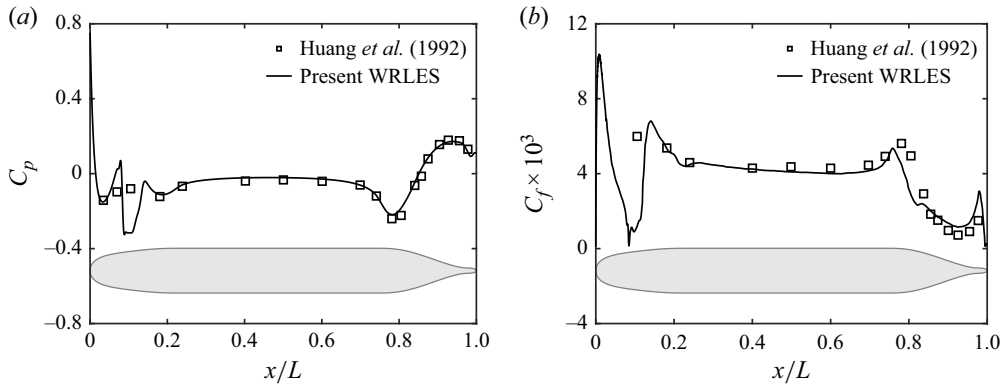 (a)
0.8
0.4
0
−0.4
−0.8
C_p
Huang et al. (1992)
Present WRLES
0 0.2 0.4 0.6 0.8 1.0
x/L
(b)
12
8
4
0
−4
C_f × 10^3
Huang et al. (1992)
Present WRLES
0 0.2 0.4 0.6 0.8 1.0
x/L